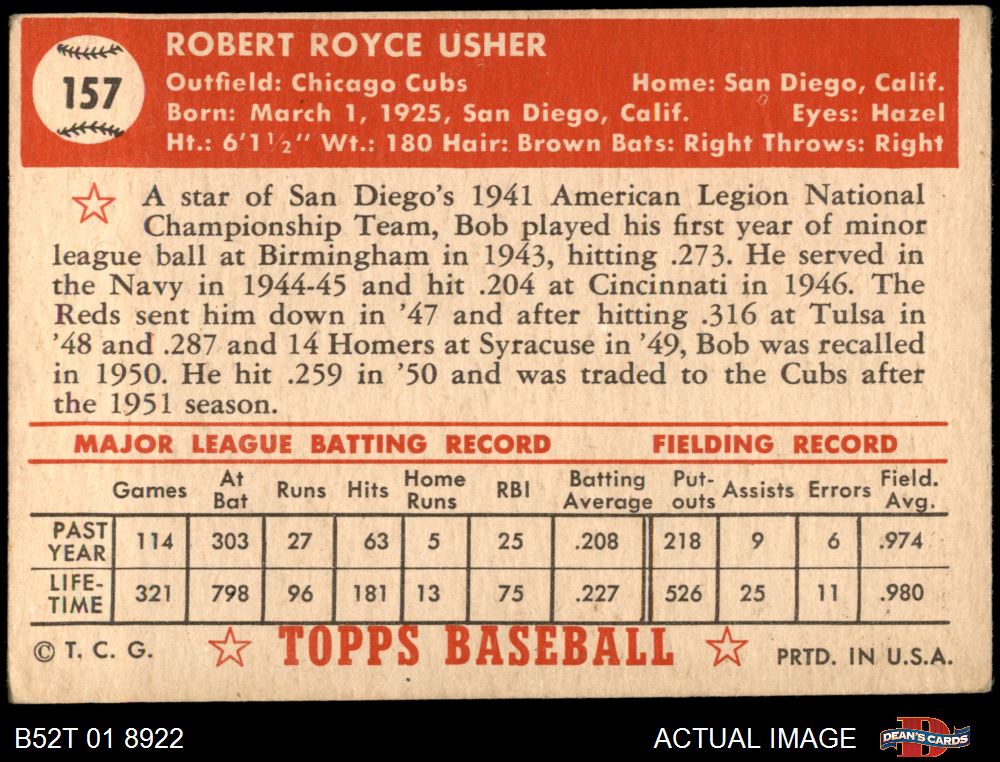 157
ROBERT ROYCE USHER
Outfield: Chicago Cubs Home: San Diego, Calif.
Born: March 1, 1925, San Diego, Calif. Eyes: Hazel
Ht.: 6'1½" Wt.: 180 Hair: Brown Bats: Right Throws: Right
A star of San Diego's 1941 American Legion National
Championship Team, Bob played his first year of minor
league ball at Birmingham in 1943, hitting .273. He served in
the Navy in 1944-45 and hit .204 at Cincinnati in 1946. The
Reds sent him down in '47 and after hitting .316 at Tulsa in
'48 and .287 and 14 Homers at Syracuse in '49, Bob was recalled
in 1950. He hit .259 in '50 and was traded to the Cubs after
the 1951 season.
MAJOR LEAGUE BATTING RECORD FIELDING RECORD
Games At Bat Runs Hits Home Runs RBI Batting Average Put-outs Assists Errors Field. Avg.
PAST YEAR 114 303 27 63 5 25 .208 218 9 6 .974
LIFE-TIME 321 798 96 181 13 75 .227 526 25 11 .980
© T. C. G. TOPPS BASEBALL PRTD. IN U.S.A.
B52T 01 8922 ACTUAL IMAGE D DEAN'S CARDS